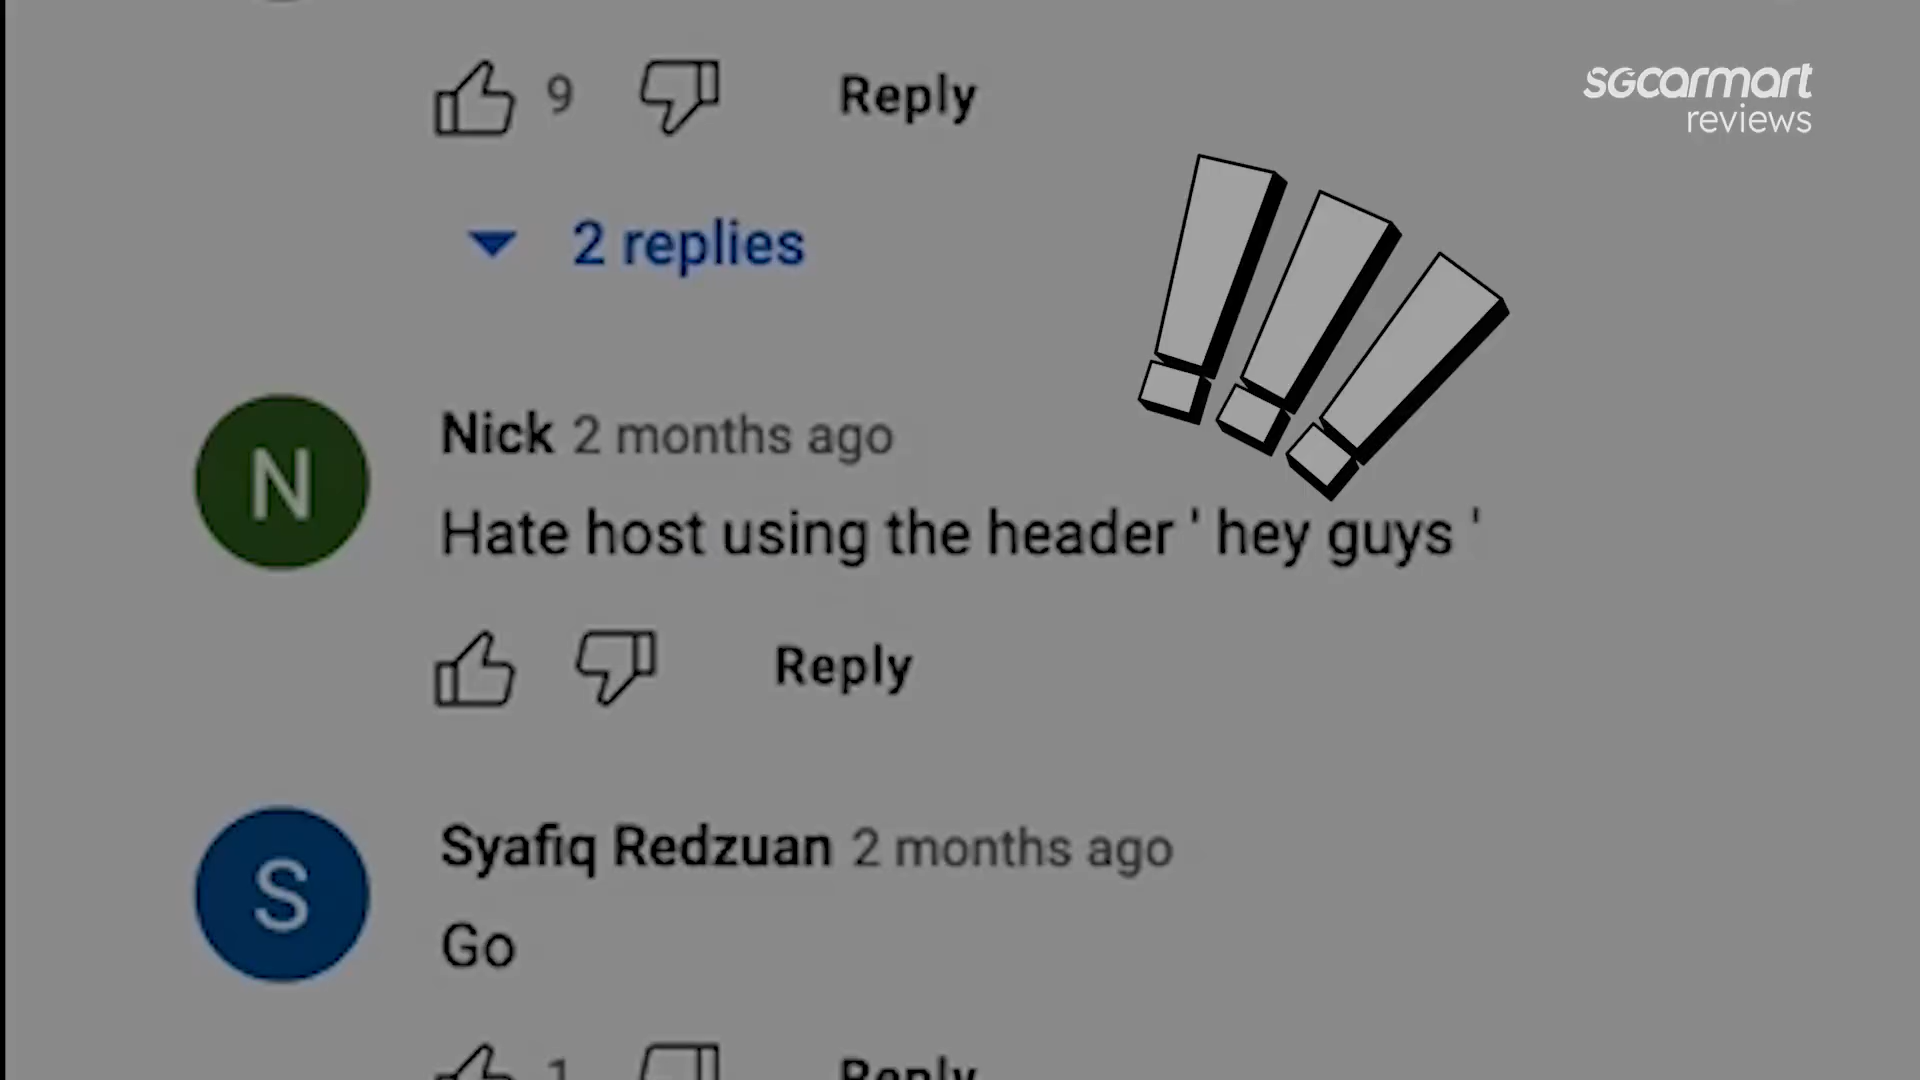 sgcarmart
reviews
9 Reply
2 replies
!!!
Nick 2 months ago
Hate host using the header ' hey guys '
Reply
N
Syafiq Redzuan 2 months ago
S
Go
1 Reply